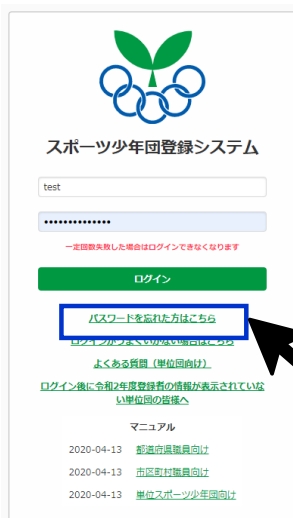 スポーツ少年団登録システム
test
••••••••••••••
一定回数失敗した場合はログインできなくなります
ログイン
パスワードを忘れた方はこちら
ログインがうまくいかない場合はこちら
よくある質問（単位団向け）
ログイン後に令和2年度登録者の情報が表示されていな
い単位団の皆様へ
マニュアル
2020-04-13 都道府県職員向け
2020-04-13 市区町村職員向け
2020-04-13 単位スポーツ少年団向け